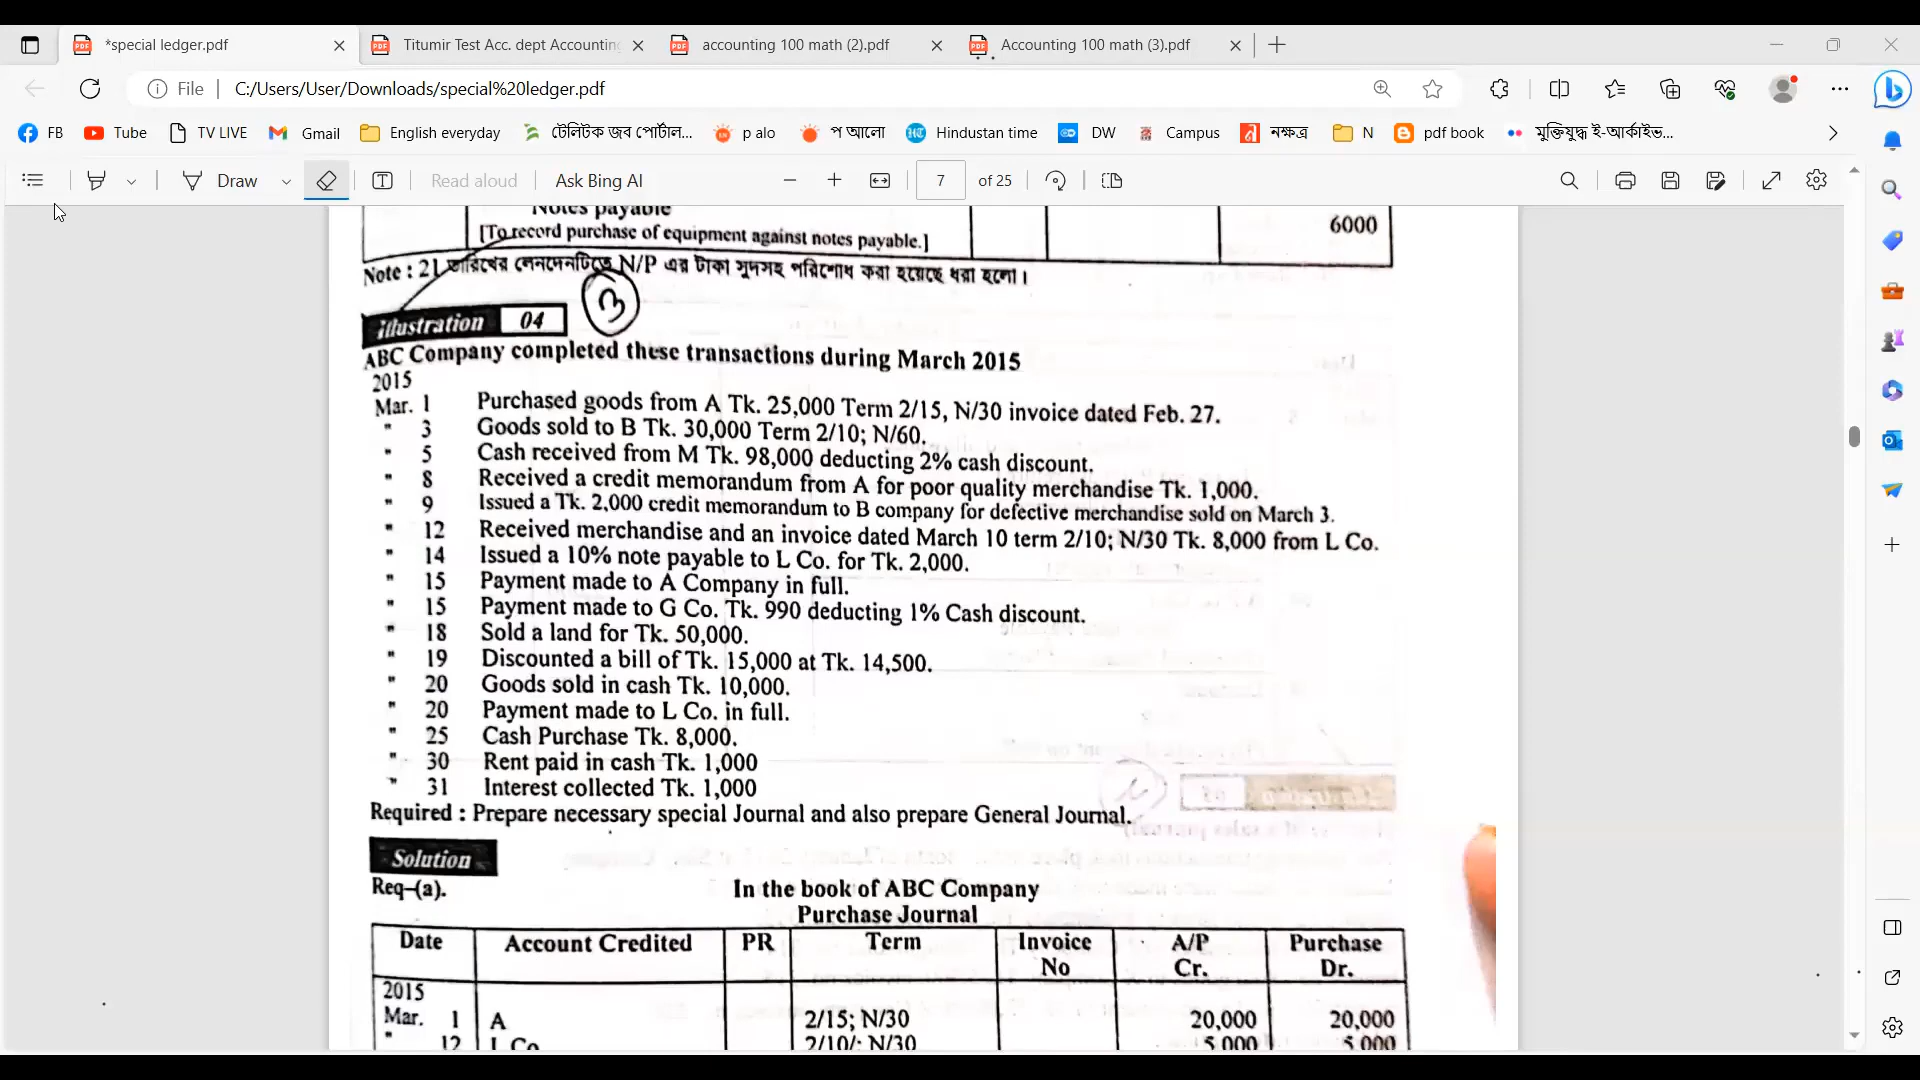 *special ledger.pdf
Titumir Test Acc. dept Accounting
accounting 100 math (2).pdf
Accounting 100 math (3).pdf
File
C:/Users/User/Downloads/special%20ledger.pdf
FB
Tube
TV LIVE
Gmail
English everyday
টেলিটক জব পোর্টাল...
p alo
প আলো
Hindustan time
DW
Campus
নক্ষত্র
N
pdf book
মুক্তিযুদ্ধ ই-আর্কাইভ...
Draw
Read aloud
Ask Bing AI
7
of 25
Notes payable
[To record purchase of equipment against notes payable.]
6000
Note : 21 তারিখের লেনদেনটিতে N/P এর টাকা সুদসহ পরিশোধ করা হয়েছে ধরা হলো।
Illustration 04
ABC Company completed these transactions during March 2015
2015
Mar. 1 Purchased goods from A Tk. 25,000 Term 2/15, N/30 invoice dated Feb. 27.
" 3 Goods sold to B Tk. 30,000 Term 2/10; N/60.
" 5 Cash received from M Tk. 98,000 deducting 2% cash discount.
" 8 Received a credit memorandum from A for poor quality merchandise Tk. 1,000.
" 9 Issued a Tk. 2,000 credit memorandum to B company for defective merchandise sold on March 3.
" 12 Received merchandise and an invoice dated March 10 term 2/10; N/30 Tk. 8,000 from L Co.
" 14 Issued a 10% note payable to L Co. for Tk. 2,000.
" 15 Payment made to A Company in full.
" 15 Payment made to G Co. Tk. 990 deducting 1% Cash discount.
" 18 Sold a land for Tk. 50,000.
" 19 Discounted a bill of Tk. 15,000 at Tk. 14,500.
" 20 Goods sold in cash Tk. 10,000.
" 20 Payment made to L Co. in full.
" 25 Cash Purchase Tk. 8,000.
" 30 Rent paid in cash Tk. 1,000
" 31 Interest collected Tk. 1,000
Required : Prepare necessary special Journal and also prepare General Journal.
Solution
Req–(a).
In the book of ABC Company
Purchase Journal
Date Account Credited PR Term Invoice No A/P Cr. Purchase Dr.
2015
Mar. 1 A 2/15; N/30 20,000 20,000
" 12 L Co 2/10/; N/30 5,000 5,000